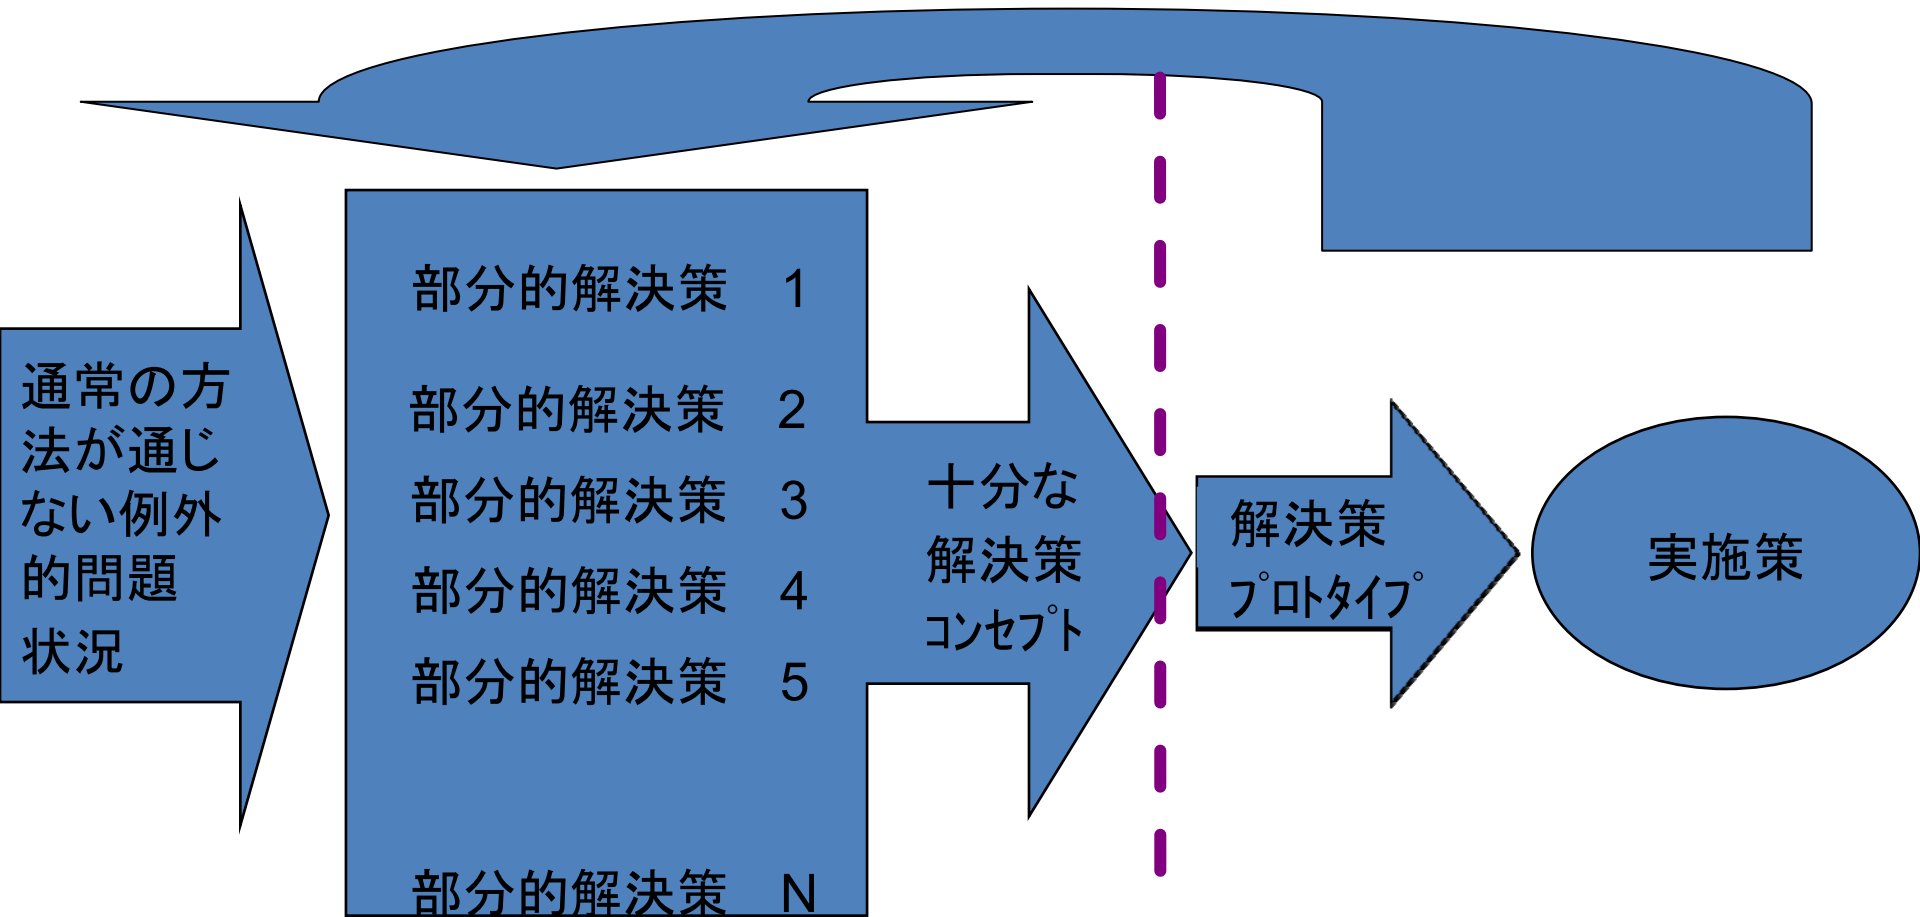 通常の方
法が通じ
ない例外
的問題
状況
部分的解決策　1
部分的解決策　2
部分的解決策　3
部分的解決策　4
部分的解決策　5
部分的解決策　N
十分な
解決策
コンセプト
解決策
プロトタイプ
実施策